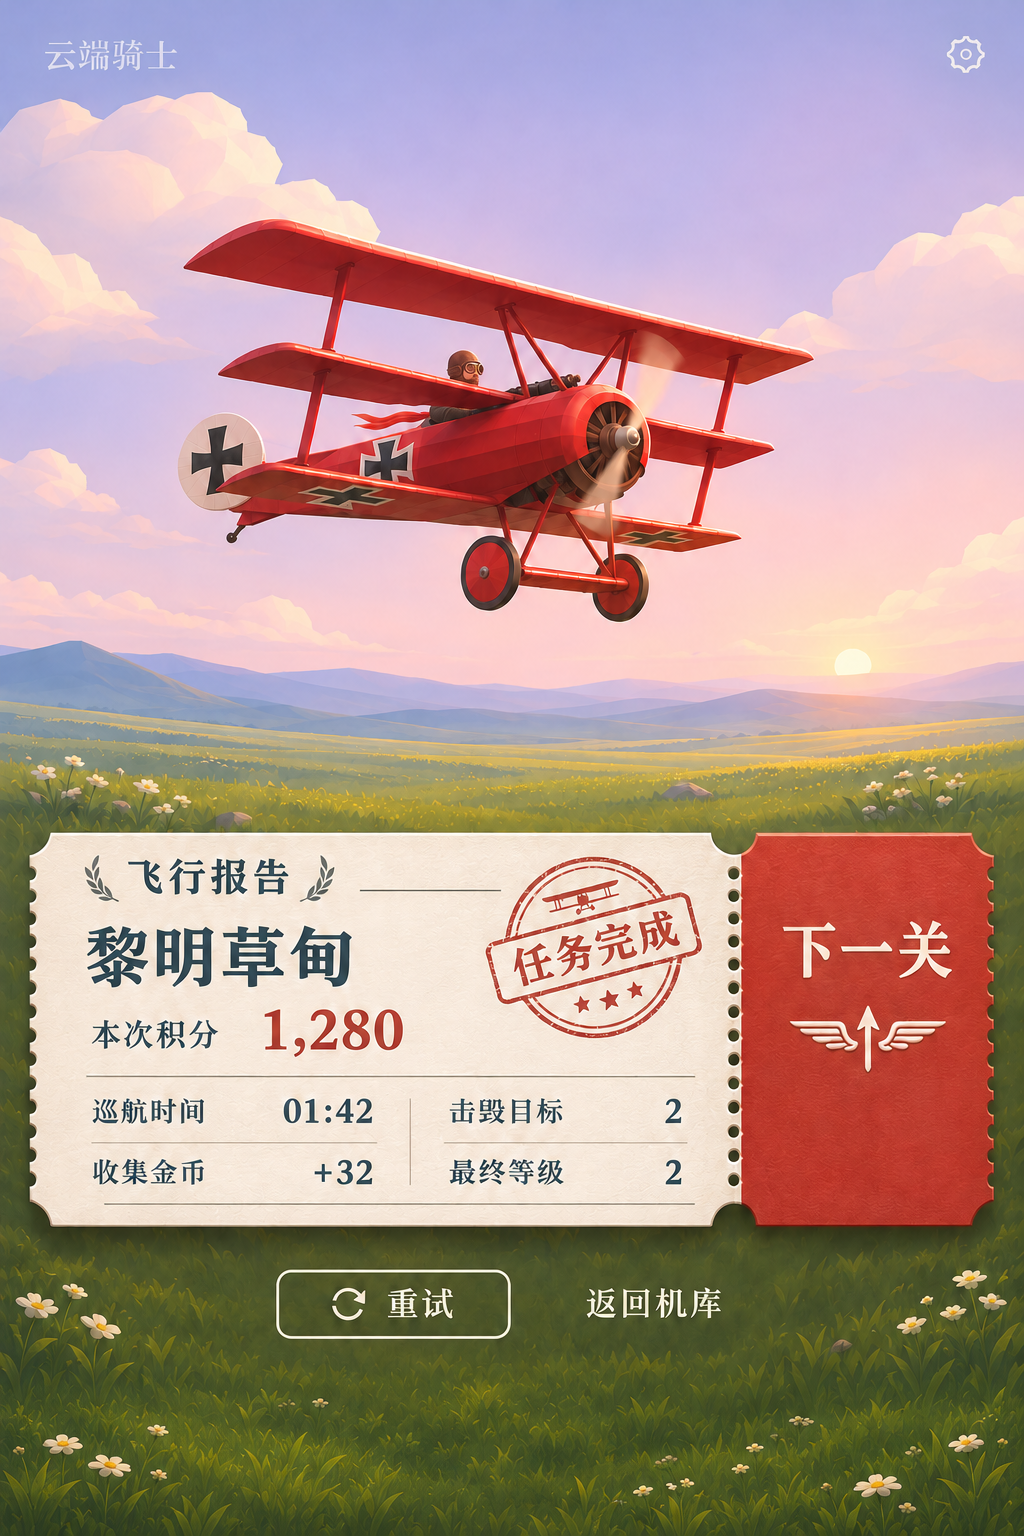 云端骑士
飞行报告
黎明草甸
任务完成
本次积分 1,280
巡航时间 01:42
击毁目标 2
收集金币 +32
最终等级 2
下一关
重试
返回机库